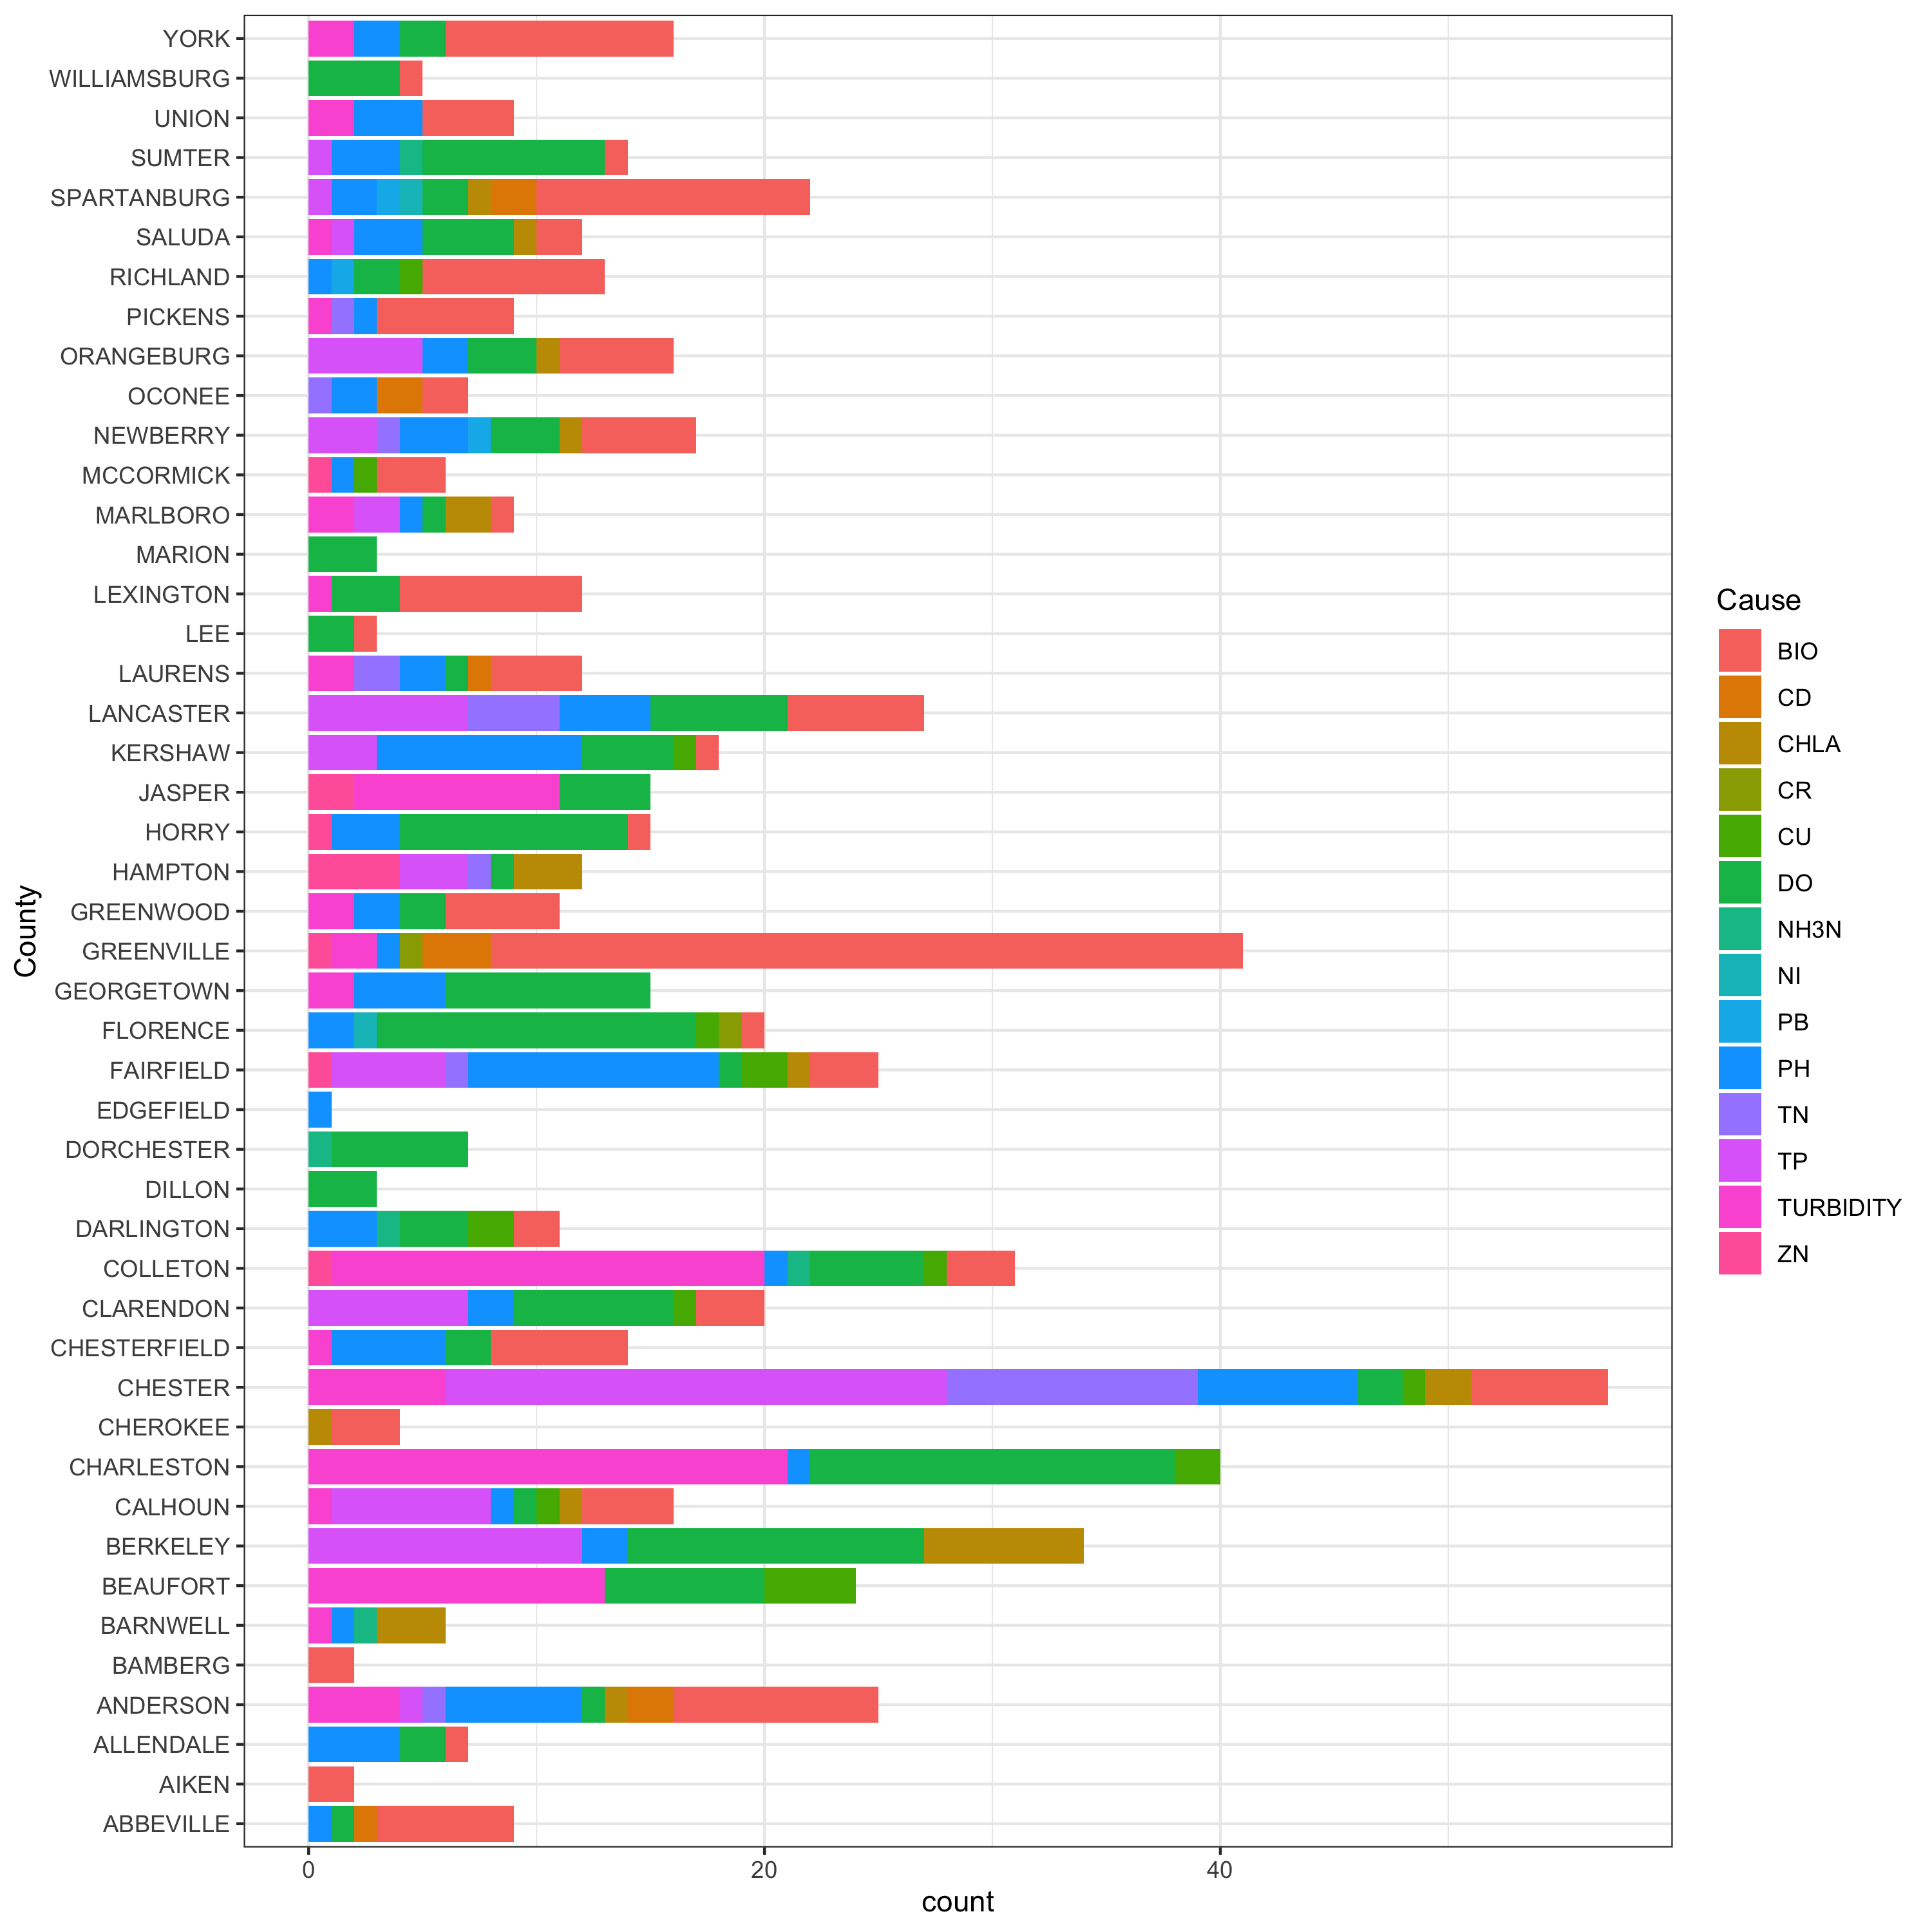 YORK
WILLIAMSBURG
UNION
SUMTER
SPARTANBURG
SALUDA
RICHLAND
PICKENS
ORANGEBURG
OCONEE
NEWBERRY
MCCORMICK
MARLBORO
MARION
LEXINGTON
LEE
LAURENS
LANCASTER
KERSHAW
JASPER
HORRY
HAMPTON
GREENWOOD
GREENVILLE
GEORGETOWN
FLORENCE
FAIRFIELD
EDGEFIELD
DORCHESTER
DILLON
DARLINGTON
COLLETON
CLARENDON
CHESTERFIELD
CHESTER
CHEROKEE
CHARLESTON
CALHOUN
BERKELEY
BEAUFORT
BARNWELL
BAMBERG
ANDERSON
ALLENDALE
AIKEN
ABBEVILLE
County
0 20 40
count
Cause
BIO
CD
CHLA
CR
CU
DO
NH3N
NI
PB
PH
TN
TP
TURBIDITY
ZN